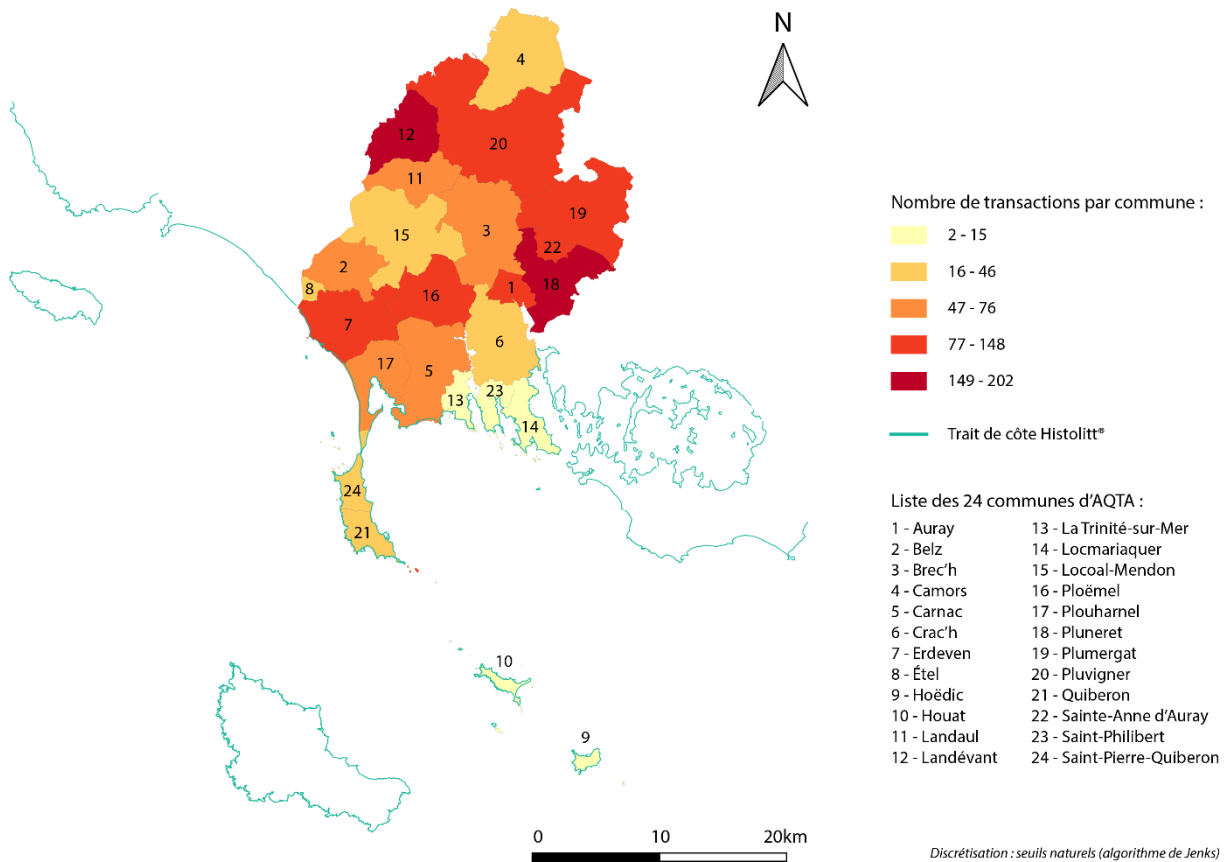 N
4
12
20
11
19
3
15
22
2
18
8
1
16
7
6
17
5
23
13
14
24
21
10
9
0 10 20km
Nombre de transactions par commune :
2 - 15
16 - 46
47 - 76
77 - 148
149 - 202
Trait de côte Histolitt®
Liste des 24 communes d'AQTA :
1 - Auray
2 - Belz
3 - Brec'h
4 - Camors
5 - Carnac
6 - Crac'h
7 - Erdeven
8 - Étel
9 - Hoëdic
10 - Houat
11 - Landaul
12 - Landévant
13 - La Trinité-sur-Mer
14 - Locmariaquer
15 - Locoal-Mendon
16 - Ploëmel
17 - Plouharnel
18 - Pluneret
19 - Plumergat
20 - Pluvigner
21 - Quiberon
22 - Sainte-Anne d'Auray
23 - Saint-Philibert
24 - Saint-Pierre-Quiberon
Discrétisation : seuils naturels (algorithme de Jenks)